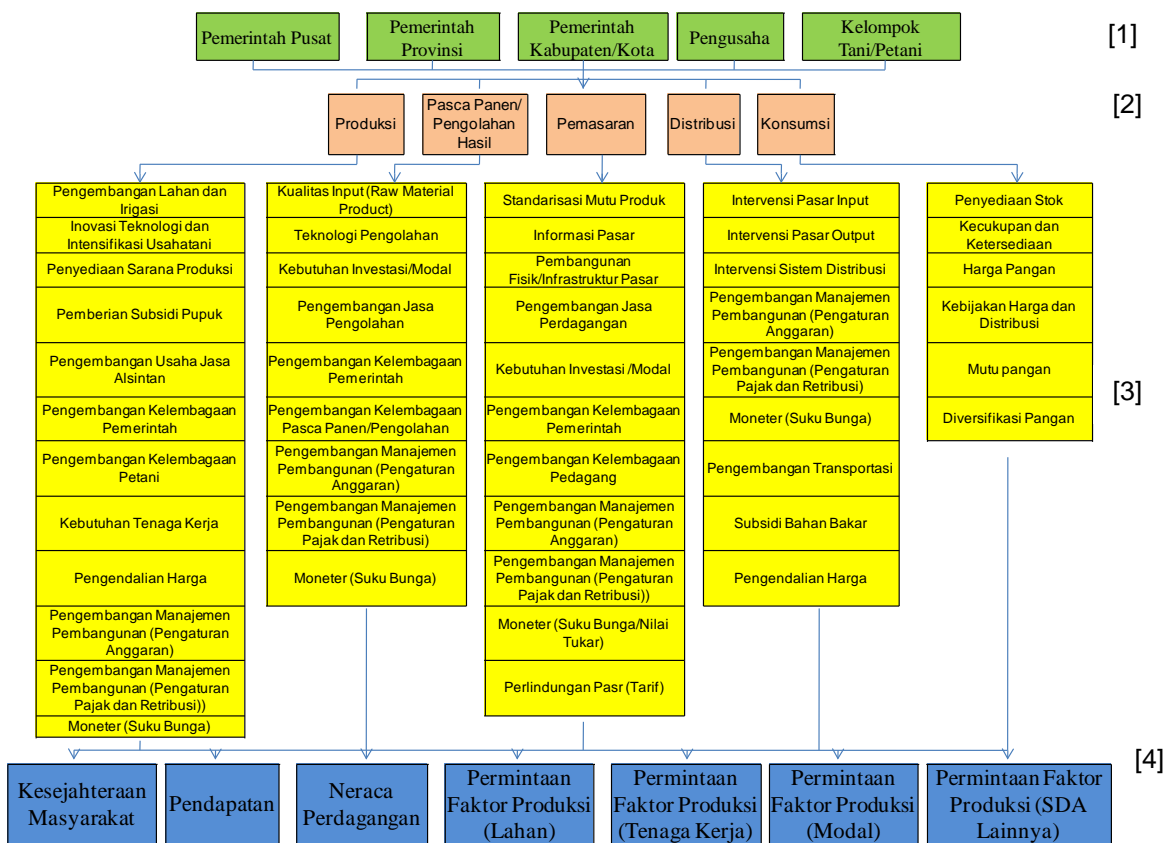 Pemerintah Pusat
Pemerintah
Provinsi
Pemerintah
Kabupaten/Kota
Pengusaha
Kelompok
Tani/Petani
[1]
Produksi
Pasca Panen/
Pengolahan
Hasil
Pemasaran
Distribusi
Konsumsi
[2]
Pengembangan Lahan dan
Irigasi
Inovasi Teknologi dan
Intensifikasi Usahatani
Penyediaan Sarana Produksi
Pemberian Subsidi Pupuk
Pengembangan Usaha Jasa
Alsintan
Pengembangan Kelembagaan
Pemerintah
Pengembangan Kelembagaan
Petani
Kebutuhan Tenaga Kerja
Pengendalian Harga
Pengembangan Manajemen
Pembangunan (Pengaturan
Anggaran)
Pengembangan Manajemen
Pembangunan (Pengaturan
Pajak dan Retribusi))
Moneter (Suku Bunga)
Kualitas Input (Raw Material
Product)
Teknologi Pengolahan
Kebutuhan Investasi/Modal
Pengembangan Jasa
Pengolahan
Pengembangan Kelembagaan
Pemerintah
Pengembangan Kelembagaan
Pasca Panen/Pengolahan
Pengembangan Manajemen
Pembangunan (Pengaturan
Anggaran)
Pengembangan Manajemen
Pembangunan (Pengaturan
Pajak dan Retribusi)
Moneter (Suku Bunga)
Standarisasi Mutu Produk
Informasi Pasar
Pembangunan
Fisik/Infrastruktur Pasar
Pengembangan Jasa
Perdagangan
Kebutuhan Investasi /Modal
Pengembangan Kelembagaan
Pemerintah
Pengembangan Kelembagaan
Pedagang
Pengembangan Manajemen
Pembangunan (Pengaturan
Anggaran)
Pengembangan Manajemen
Pembangunan (Pengaturan
Pajak dan Retribusi))
Moneter (Suku Bunga/Nilai
Tukar)
Perlindungan Pasr (Tarif)
Intervensi Pasar Input
Intervensi Pasar Output
Intervensi Sistem Distribusi
Pengembangan Manajemen
Pembangunan (Pengaturan
Anggaran)
Pengembangan Manajemen
Pembangunan (Pengaturan
Pajak dan Retribusi)
Moneter (Suku Bunga)
Pengembangan Transportasi
Subsidi Bahan Bakar
Pengendalian Harga
Penyediaan Stok
Kecukupan dan
Ketersediaan
Harga Pangan
Kebijakan Harga dan
Distribusi
Mutu pangan
Diversifikasi Pangan
[3]
Kesejahteraan
Masyarakat
Pendapatan
Neraca
Perdagangan
Permintaan
Faktor Produksi
(Lahan)
Permintaan
Faktor Produksi
(Tenaga Kerja)
Permintaan
Faktor Produksi
(Modal)
Permintaan Faktor
Produksi (SDA
Lainnya)
[4]